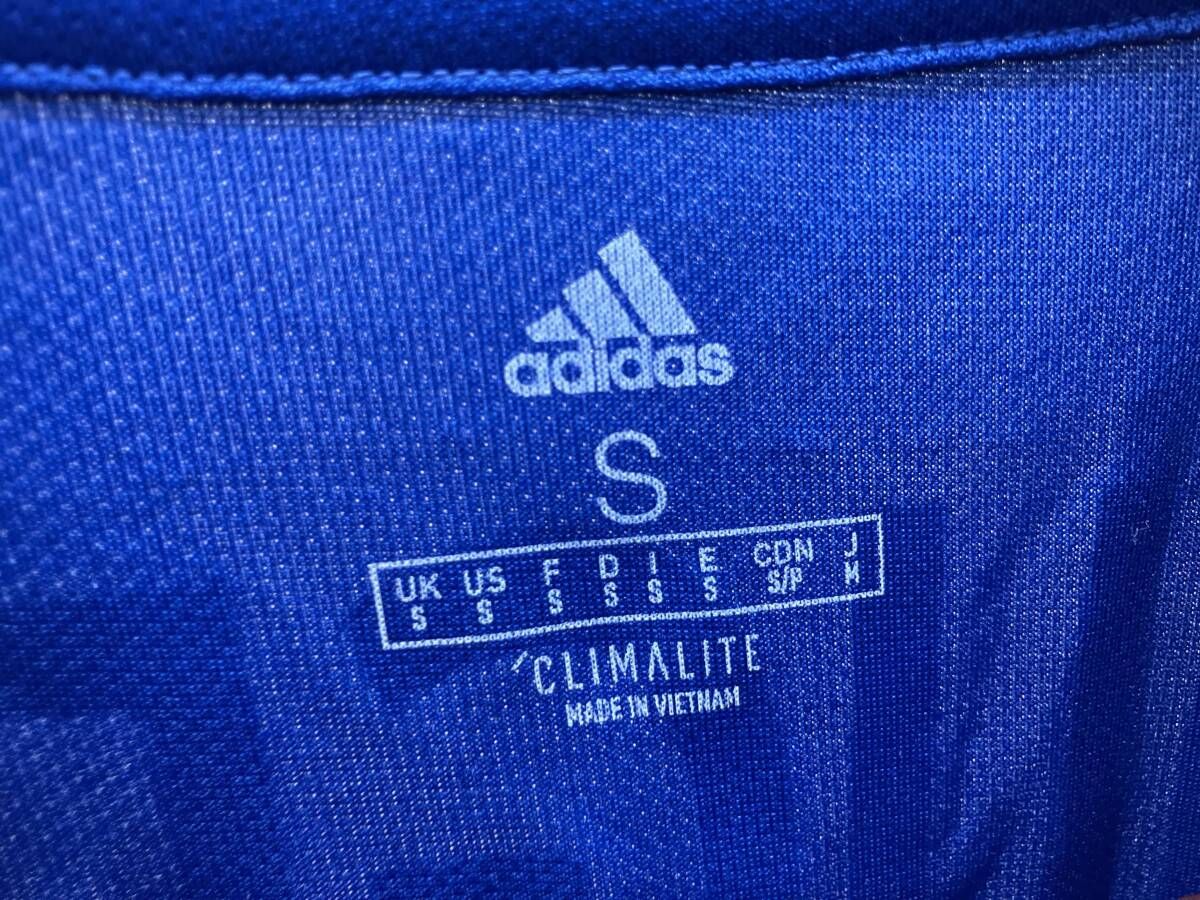 adidas
S
UK US F D I E CDN J
S S S S S S S/P M
CLIMALITE
MADE IN VIETNAM